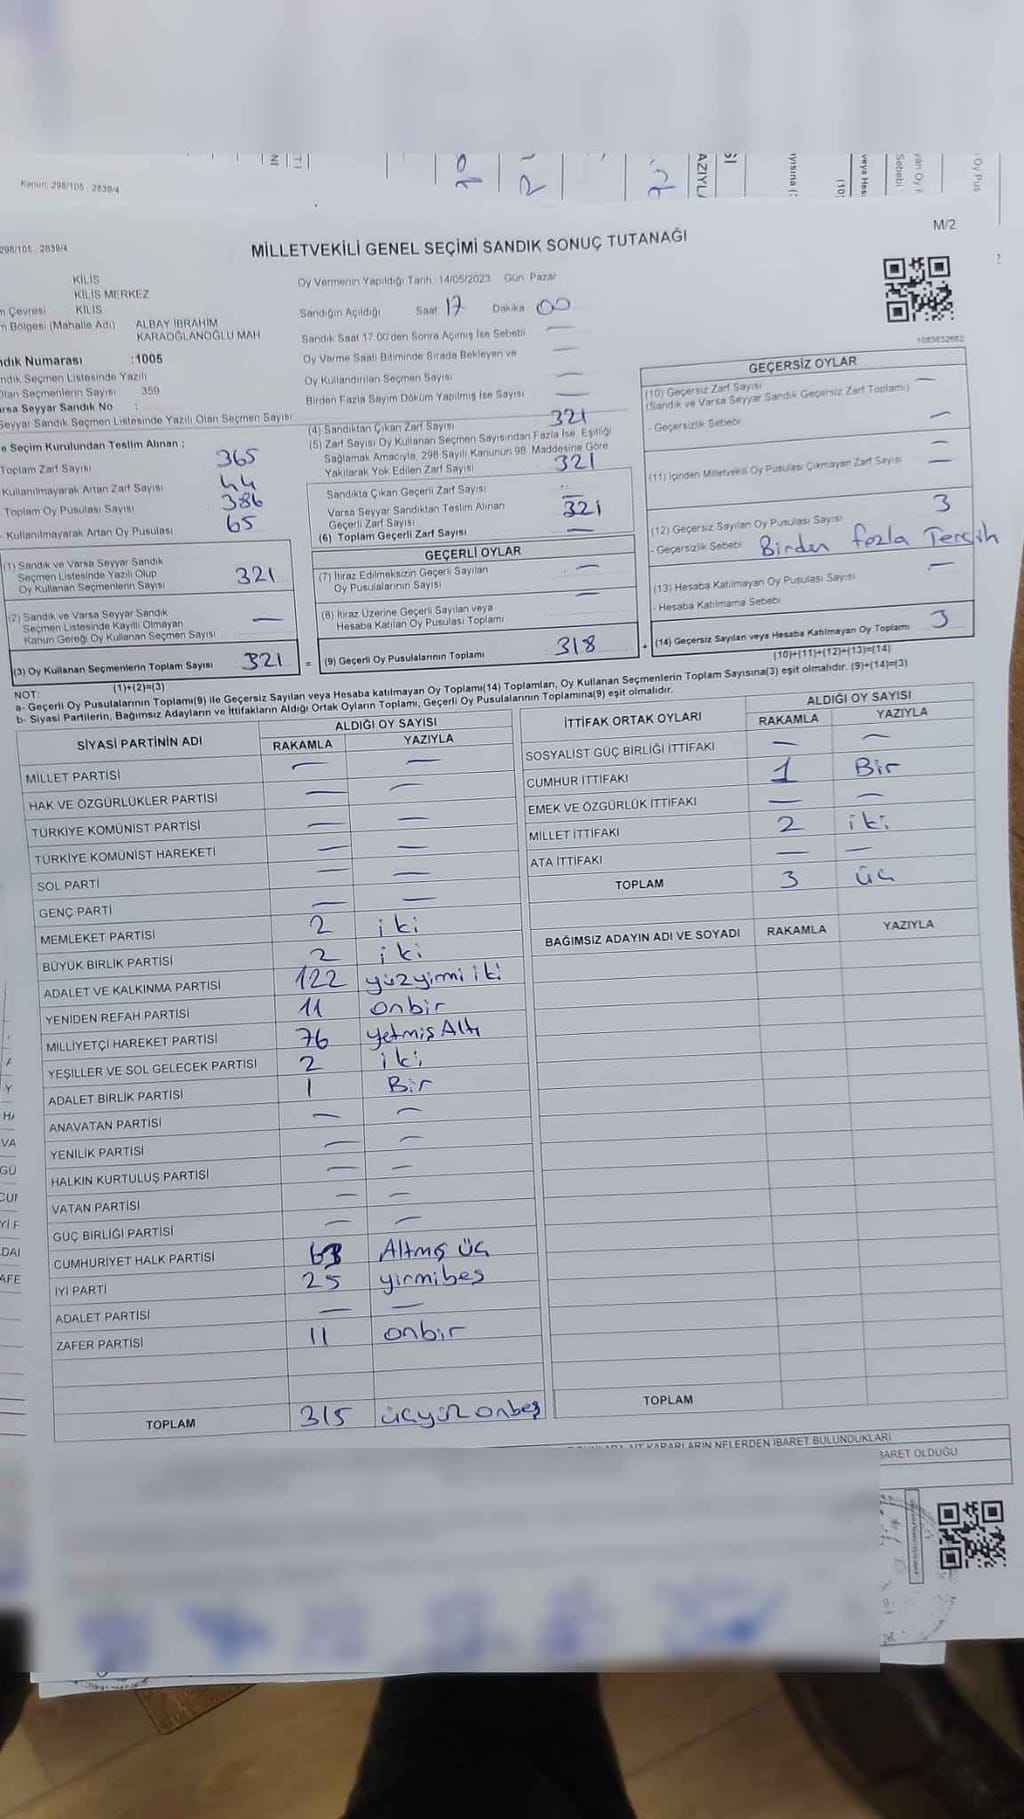 Kanun: 298/105 - 2839/4
298/105 - 2839/4
M/2
MİLLETVEKİLİ GENEL SEÇİMİ SANDIK SONUÇ TUTANAĞI
KİLİS
KİLİS MERKEZ
m Çevresi KİLİS
m Bölgesi (Mahalle Adı) ALBAY İBRAHİM
KARAOĞLANOĞLU MAH
ndık Numarası : 1005
ndık Seçmen Listesinde Yazılı
olan Seçmenlerin Sayısı 359
arsa Seyyar Sandık No :
Seyyar Sandık Seçmen Listesinde Yazılı Olan Seçmen Sayısı
Oy Vermenin Yapıldığı Tarih: 14/05/2023 Gün: Pazar
Sandığın Açıldığı Saat 17 Dakika 00
Sandık Saat 17.00'den Sonra Açılmış İse Sebebi —
Oy Verme Saati Bitiminde Sırada Bekleyen ve —
Oy Kullandırılan Seçmen Sayısı —
Birden Fazla Sayım Döküm Yapılmış İse Sayısı —
e Seçim Kurulundan Teslim Alınan ;
Toplam Zarf Sayısı 365
Kullanılmayarak Artan Zarf Sayısı 44
Toplam Oy Pusulası Sayısı 386
- Kullanılmayarak Artan Oy Pusulası 65
(1) Sandık ve Varsa Seyyar Sandık
Seçmen Listesinde Yazılı Olup
Oy Kullanan Seçmenlerin Sayısı 321
(2) Sandık ve Varsa Seyyar Sandık
Seçmen Listesinde Kayıtlı Olmayan
Kanun Gereği Oy Kullanan Seçmen Sayısı —
(3) Oy Kullanan Seçmenlerin Toplam Sayısı 321 =
(1)+(2)=(3)
(4) Sandıktan Çıkan Zarf Sayısı 321
(5) Zarf Sayısı Oy Kullanan Seçmen Sayısından Fazla İse, Eşitliği
Sağlamak Amacıyla, 298 Sayılı Kanunun 98. Maddesine Göre
Yakılarak Yok Edilen Zarf Sayısı 321
Sandıkta Çıkan Geçerli Zarf Sayısı
Varsa Seyyar Sandıktan Teslim Alınan
Geçerli Zarf Sayısı 321
(6) Toplam Geçerli Zarf Sayısı —
GEÇERLİ OYLAR
(7) İtiraz Edilmeksizin Geçerli Sayılan
Oy Pusulalarının Sayısı —
(8) İtiraz Üzerine Geçerli Sayılan veya
Hesaba Katılan Oy Pusulası Toplamı —
(9) Geçerli Oy Pusulalarının Toplamı 318 +
1083632682
GEÇERSİZ OYLAR
(10) Geçersiz Zarf Sayısı —
(Sandık ve Varsa Seyyar Sandık Geçersiz Zarf Toplamı)
- Geçersizlik Sebebi —
(11) İçinden Milletvekili Oy Pusulası Çıkmayan Zarf Sayısı —
(12) Geçersiz Sayılan Oy Pusulası Sayısı 3
- Geçersizlik Sebebi Birden fazla Tercih
(13) Hesaba Katılmayan Oy Pusulası Sayısı —
- Hesaba Katılmama Sebebi
(14) Geçersiz Sayılan veya Hesaba Katılmayan Oy Toplamı 3
(10)+(11)+(12)+(13)=(14)
NOT:
a- Geçerli Oy Pusulalarının Toplamı(9) ile Geçersiz Sayılan veya Hesaba katılmayan Oy Toplamı(14) Toplamları, Oy Kullanan Seçmenlerin Toplam Sayısına(3) eşit olmalıdır. (9)+(14)=(3)
b- Siyasi Partilerin, Bağımsız Adayların ve İttifakların Aldığı Ortak Oyların Toplamı, Geçerli Oy Pusulalarının Toplamına(9) eşit olmalıdır.
SİYASİ PARTİNİN ADI ALDIĞI OY SAYISI
RAKAMLA YAZIYLA
MİLLET PARTİSİ — —
HAK VE ÖZGÜRLÜKLER PARTİSİ — —
TÜRKİYE KOMÜNİST PARTİSİ — —
TÜRKİYE KOMÜNİST HAREKETİ — —
SOL PARTİ — —
GENÇ PARTİ — —
MEMLEKET PARTİSİ 2 iki
BÜYÜK BİRLİK PARTİSİ 2 iki
ADALET VE KALKINMA PARTİSİ 122 yüzyirmi iki
YENİDEN REFAH PARTİSİ 11 onbir
MİLLİYETÇİ HAREKET PARTİSİ 76 yetmiş Altı
YEŞİLLER VE SOL GELECEK PARTİSİ 2 iki
ADALET BİRLİK PARTİSİ 1 Bir
ANAVATAN PARTİSİ — —
YENİLİK PARTİSİ — —
HALKIN KURTULUŞ PARTİSİ — —
VATAN PARTİSİ — —
GÜÇ BİRLİĞİ PARTİSİ — —
CUMHURİYET HALK PARTİSİ 63 Altmış üç
İYİ PARTİ 25 yirmibeş
ADALET PARTİSİ — —
ZAFER PARTİSİ 11 onbir
TOPLAM 315 üçyüz onbeş
İTTİFAK ORTAK OYLARI ALDIĞI OY SAYISI
RAKAMLA YAZIYLA
SOSYALİST GÜÇ BİRLİĞİ İTTİFAKI — —
CUMHUR İTTİFAKI 1 Bir
EMEK VE ÖZGÜRLÜK İTTİFAKI — —
MİLLET İTTİFAKI 2 iki
ATA İTTİFAKI — —
TOPLAM 3 üç
BAĞIMSIZ ADAYIN ADI VE SOYADI RAKAMLA YAZIYLA
TOPLAM
KARARLARIN NELERDEN İBARET BULUNDUKLARI
BARET OLDUĞU